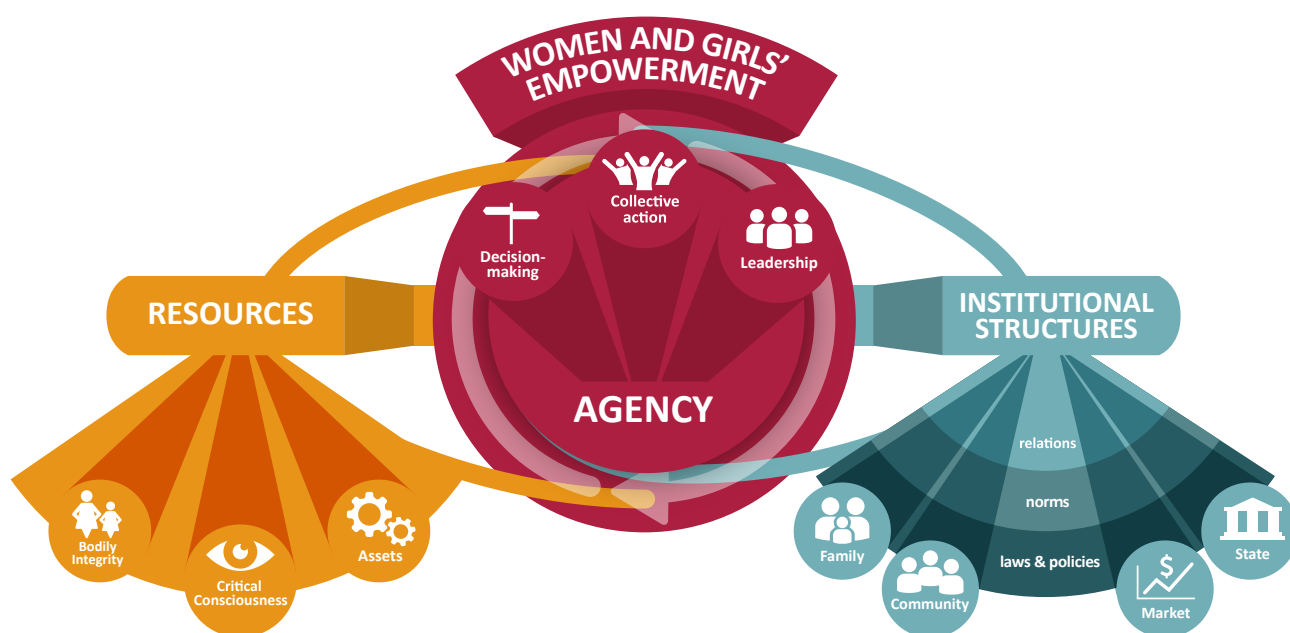 WOMEN AND GIRLS'
EMPOWERMENT
Collective
action
Decision-
making
Leadership
AGENCY
RESOURCES
Bodily
Integrity
Critical
Consciousness
Assets
INSTITUTIONAL
STRUCTURES
relations
norms
laws & policies
Family
Community
$
Market
State